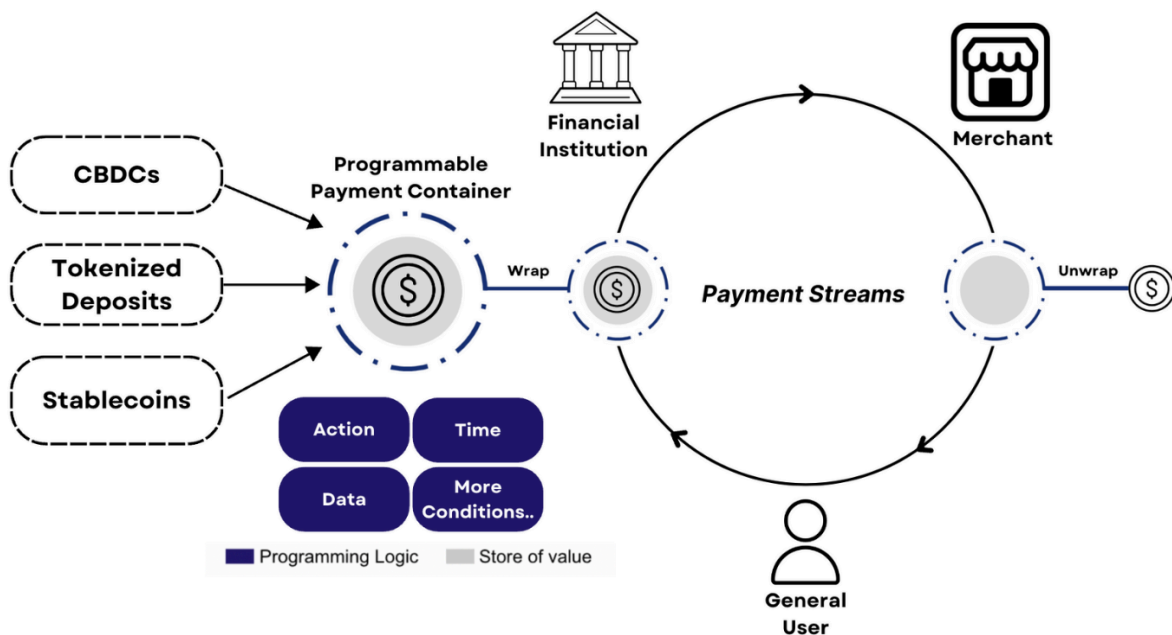 Financial
Institution
Merchant
CBDCs
Programmable
Payment Container
Tokenized
Deposits
$
Wrap
$
Payment Streams
Unwrap
$
Stablecoins
Action
Time
Data
More
Conditions..
Programming Logic
Store of value
General
User